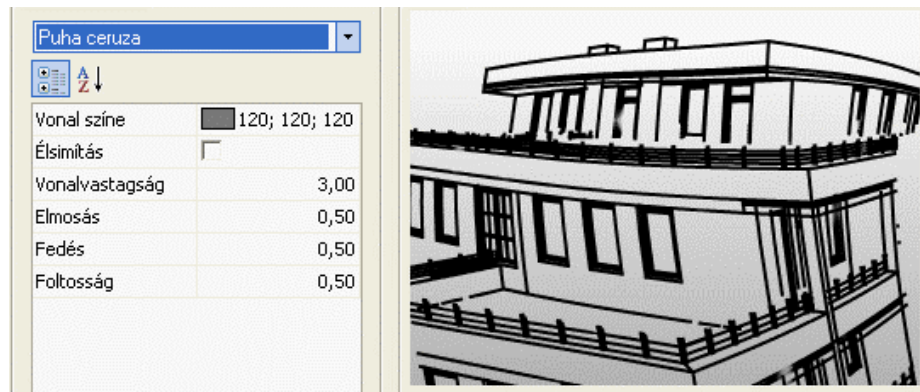 Puha ceruza
A Z
Vonal színe 120; 120; 120
Élsimítás
Vonalvastagság 3,00
Elmosás 0,50
Fedés 0,50
Foltosság 0,50